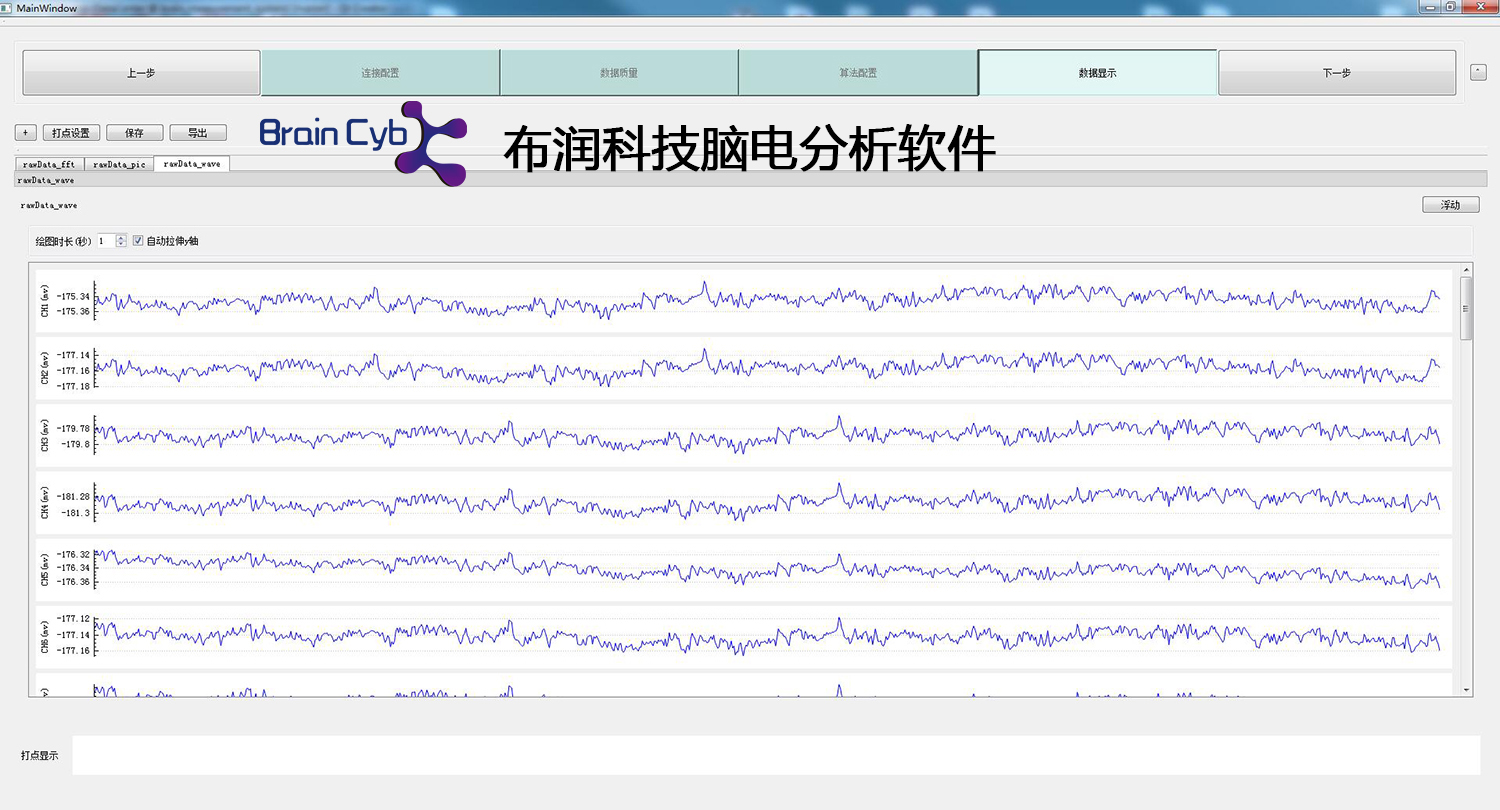 MainWindow
上一步
连接配置
数据质量
算法配置
数据显示
下一步
+
打点设置
保存
导出
Brain Cyb
布润科技脑电分析软件
rawData_fft
rawData_pic
rawData_wave
rawData_wave
rawData_wave
浮动
绘图时长(秒) 1
自动拉伸y轴
CH1(mv)
-175.34
-175.36
CH2(mv)
-177.14
-177.16
-177.18
CH3(mv)
-179.78
-179.8
CH4(mv)
-181.28
-181.3
CH5(mv)
-176.32
-176.34
-176.36
CH6(mv)
-177.12
-177.14
-177.16
打点显示